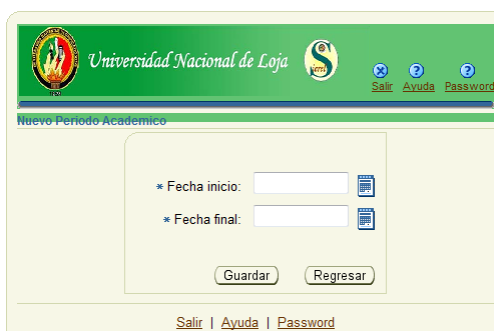 Universidad Nacional de Loja
Salir Ayuda Password
Nuevo Periodo Academico
* Fecha inicio:
* Fecha final:
Guardar Regresar
Salir | Ayuda | Password